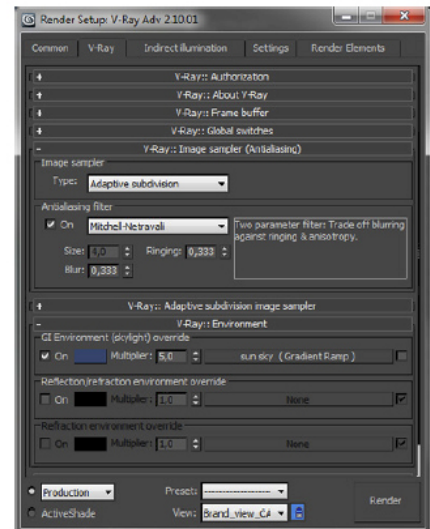 Render Setup: V-Ray Adv 2.10.01
Common V-Ray Indirect illumination Settings Render Elements
+ V-Ray:: Authorization
+ V-Ray:: About V-Ray
+ V-Ray:: Frame buffer
+ V-Ray:: Global switches
- V-Ray:: Image sampler (Antialiasing)
Image sampler
Type: Adaptive subdivision
Antialiasing filter
On Mitchell-Netravali Two parameter filter: Trade off blurring
against ringing & anisotropy.
Size: 4,0 Ringing: 0,333
Blur: 0,333
+ V-Ray:: Adaptive subdivision image sampler
- V-Ray:: Environment
GI Environment (skylight) override
On Multiplier: 5,0 sun sky ( Gradient Ramp )
Reflection/refraction environment override
On Multiplier: 1,0 None
Refraction environment override
On Multiplier: 1,0 None
Production Preset: --------------------
ActiveShade View: Brand_view_CA Render